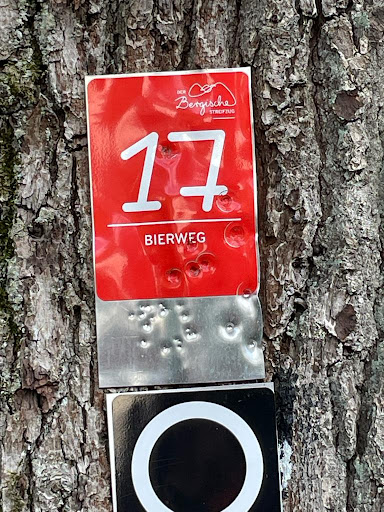 DER
Bergische
STREIFZUG
17
BIERWEG